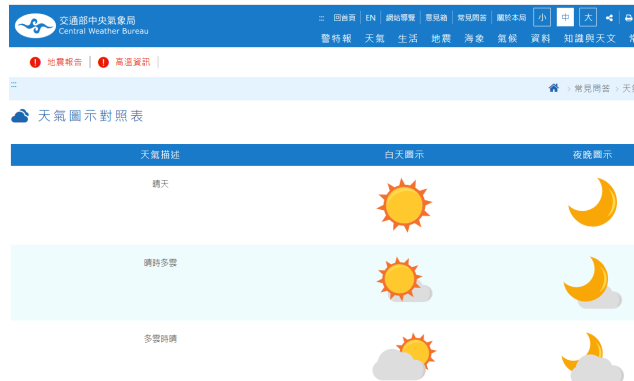 交通部中央氣象局
Central Weather Bureau
::: 回首頁 EN 網站導覽 意見箱 常見問答 關於本局 小 中 大
警特報 天氣 生活 地震 海象 氣候 資料 知識與天文
地震報告 高溫資訊
::: 常見問答
天氣圖示對照表
天氣描述 白天圖示 夜晚圖示
晴天
晴時多雲
多雲時晴